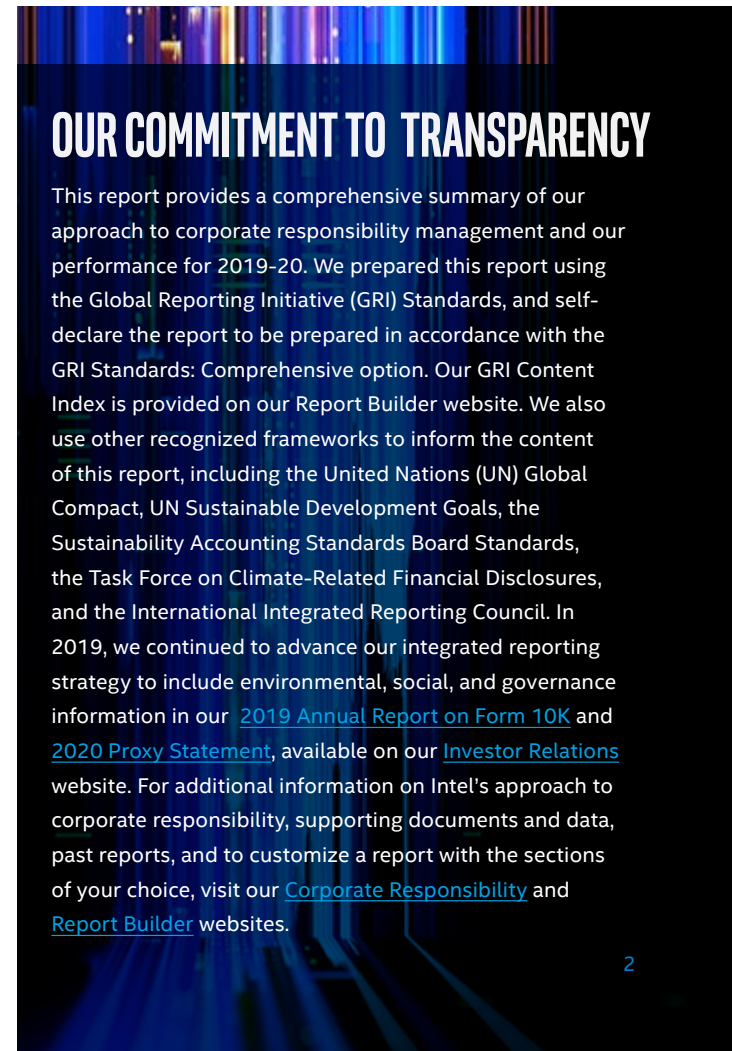 OUR COMMITMENT TO TRANSPARENCY
This report provides a comprehensive summary of our
approach to corporate responsibility management and our
performance for 2019-20. We prepared this report using
the Global Reporting Initiative (GRI) Standards, and self-
declare the report to be prepared in accordance with the
GRI Standards: Comprehensive option. Our GRI Content
Index is provided on our Report Builder website. We also
use other recognized frameworks to inform the content
of this report, including the United Nations (UN) Global
Compact, UN Sustainable Development Goals, the
Sustainability Accounting Standards Board Standards,
the Task Force on Climate-Related Financial Disclosures,
and the International Integrated Reporting Council. In
2019, we continued to advance our integrated reporting
strategy to include environmental, social, and governance
information in our 2019 Annual Report on Form 10K and
2020 Proxy Statement, available on our Investor Relations
website. For additional information on Intel’s approach to
corporate responsibility, supporting documents and data,
past reports, and to customize a report with the sections
of your choice, visit our Corporate Responsibility and
Report Builder websites.
2